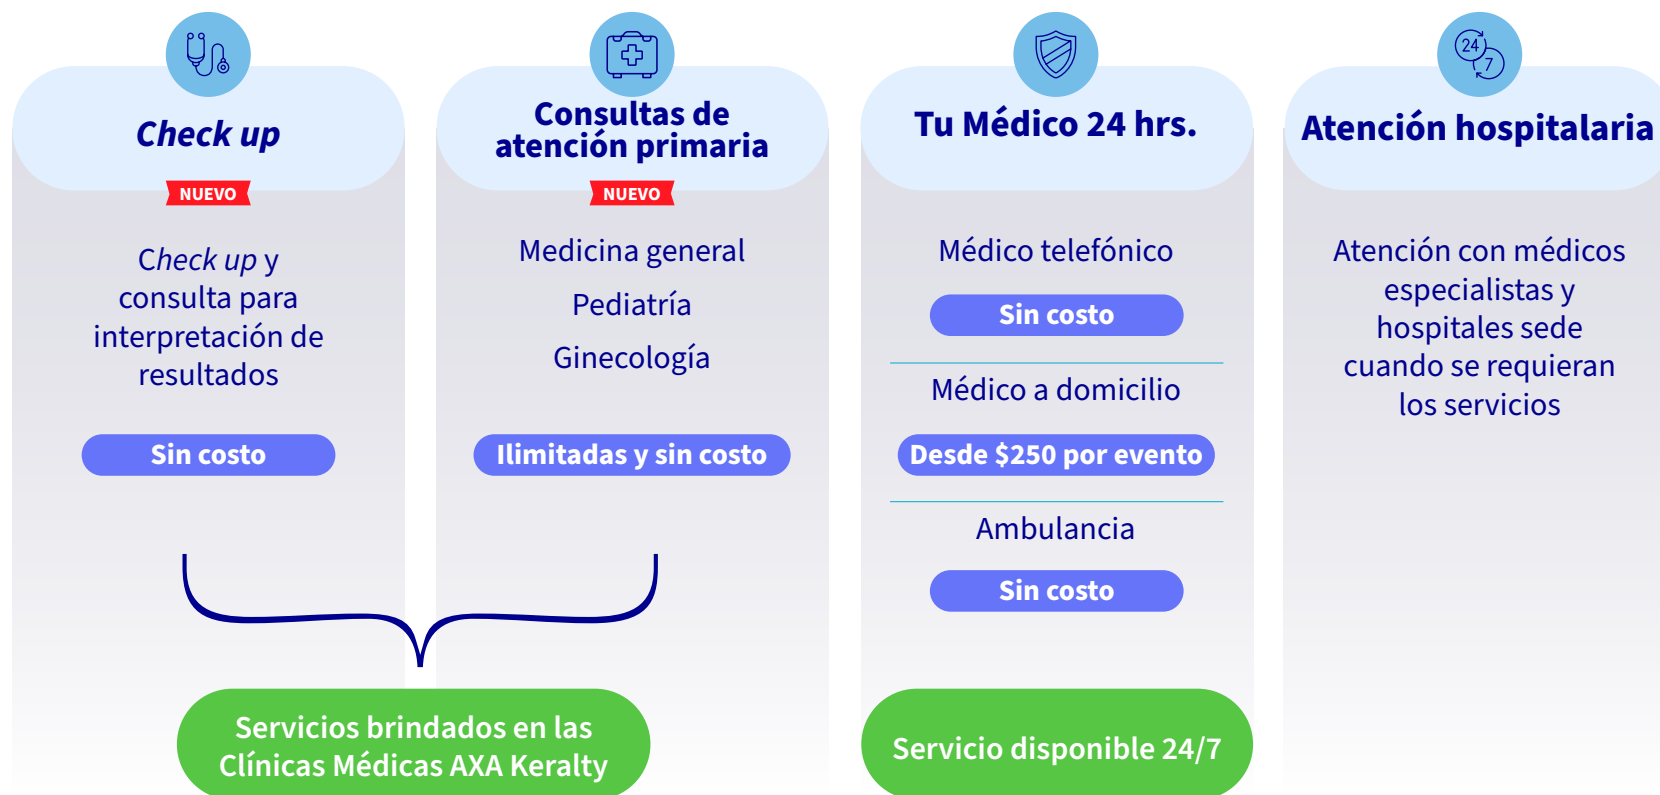 Check up
NUEVO
Check up y
consulta para
interpretación de
resultados
Sin costo
Consultas de
atención primaria
NUEVO
Medicina general
Pediatría
Ginecología
Ilimitadas y sin costo
Servicios brindados en las
Clínicas Médicas AXA Keralty
Tu Médico 24 hrs.
Médico telefónico
Sin costo
Médico a domicilio
Desde $250 por evento
Ambulancia
Sin costo
Servicio disponible 24/7
24
7
Atención hospitalaria
Atención con médicos
especialistas y
hospitales sede
cuando se requieran
los servicios